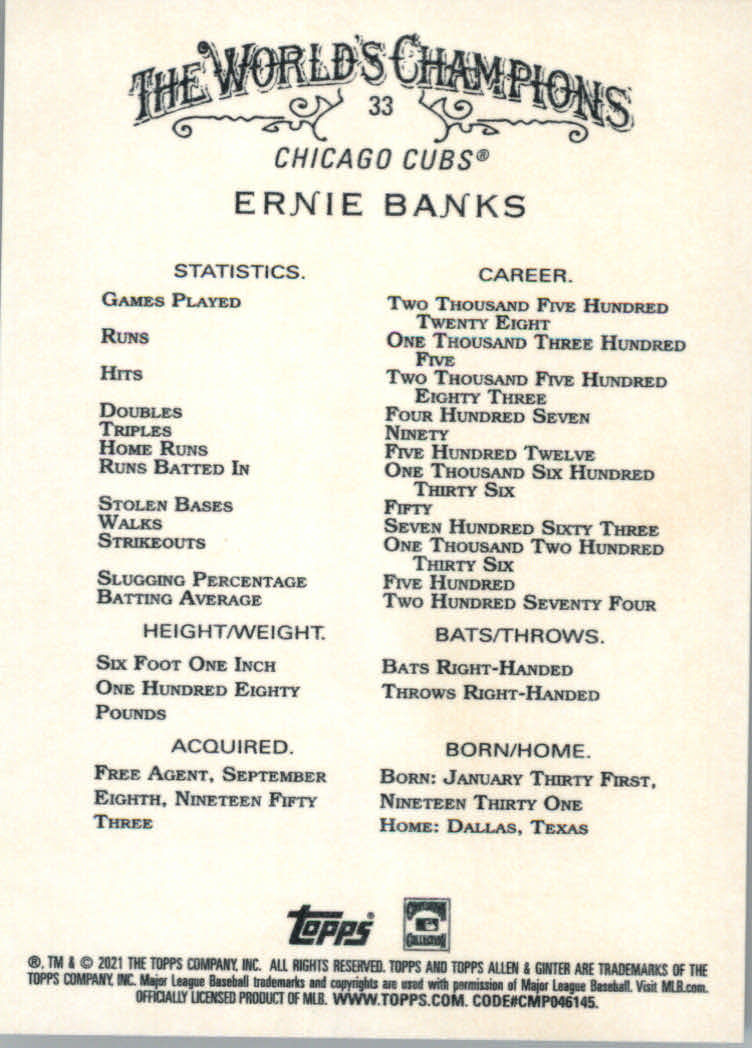 THE WORLD'S CHAMPIONS
33
CHICAGO CUBS®
ERNIE BANKS
STATISTICS. CAREER.
GAMES PLAYED TWO THOUSAND FIVE HUNDRED
TWENTY EIGHT
RUNS ONE THOUSAND THREE HUNDRED
FIVE
HITS TWO THOUSAND FIVE HUNDRED
EIGHTY THREE
DOUBLES FOUR HUNDRED SEVEN
TRIPLES NINETY
HOME RUNS FIVE HUNDRED TWELVE
RUNS BATTED IN ONE THOUSAND SIX HUNDRED
THIRTY SIX
STOLEN BASES FIFTY
WALKS SEVEN HUNDRED SIXTY THREE
STRIKEOUTS ONE THOUSAND TWO HUNDRED
THIRTY SIX
SLUGGING PERCENTAGE FIVE HUNDRED
BATTING AVERAGE TWO HUNDRED SEVENTY FOUR
HEIGHT/WEIGHT. BATS/THROWS.
SIX FOOT ONE INCH BATS RIGHT-HANDED
ONE HUNDRED EIGHTY THROWS RIGHT-HANDED
POUNDS
ACQUIRED. BORN/HOME.
FREE AGENT, SEPTEMBER BORN: JANUARY THIRTY FIRST,
EIGHTH, NINETEEN FIFTY NINETEEN THIRTY ONE
THREE HOME: DALLAS, TEXAS
topps® COOPERSTOWN COLLECTION
®, TM & © 2021 THE TOPPS COMPANY, INC. ALL RIGHTS RESERVED. TOPPS AND TOPPS ALLEN & GINTER ARE TRADEMARKS OF THE
TOPPS COMPANY, INC. Major League Baseball trademarks and copyrights are used with permission of Major League Baseball. Visit MLB.com.
OFFICIALLY LICENSED PRODUCT OF MLB. WWW.TOPPS.COM. CODE#CMP046145.